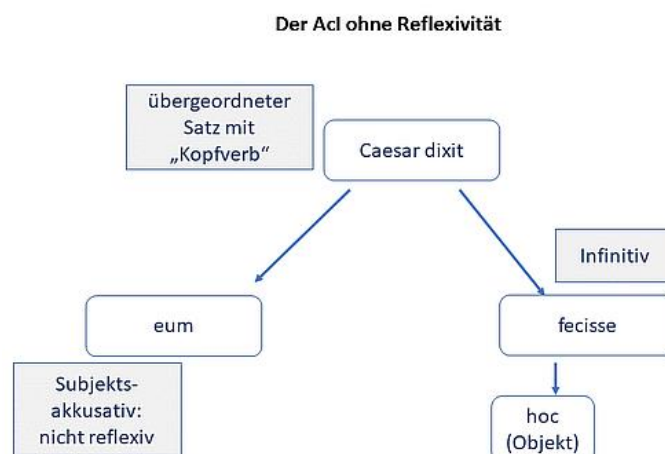 Der AcI ohne Reflexivität
übergeordneter
Satz mit
„Kopfverb“
Caesar dixit
Infinitiv
eum
fecisse
Subjekts-
akkusativ:
nicht reflexiv
hoc
(Objekt)